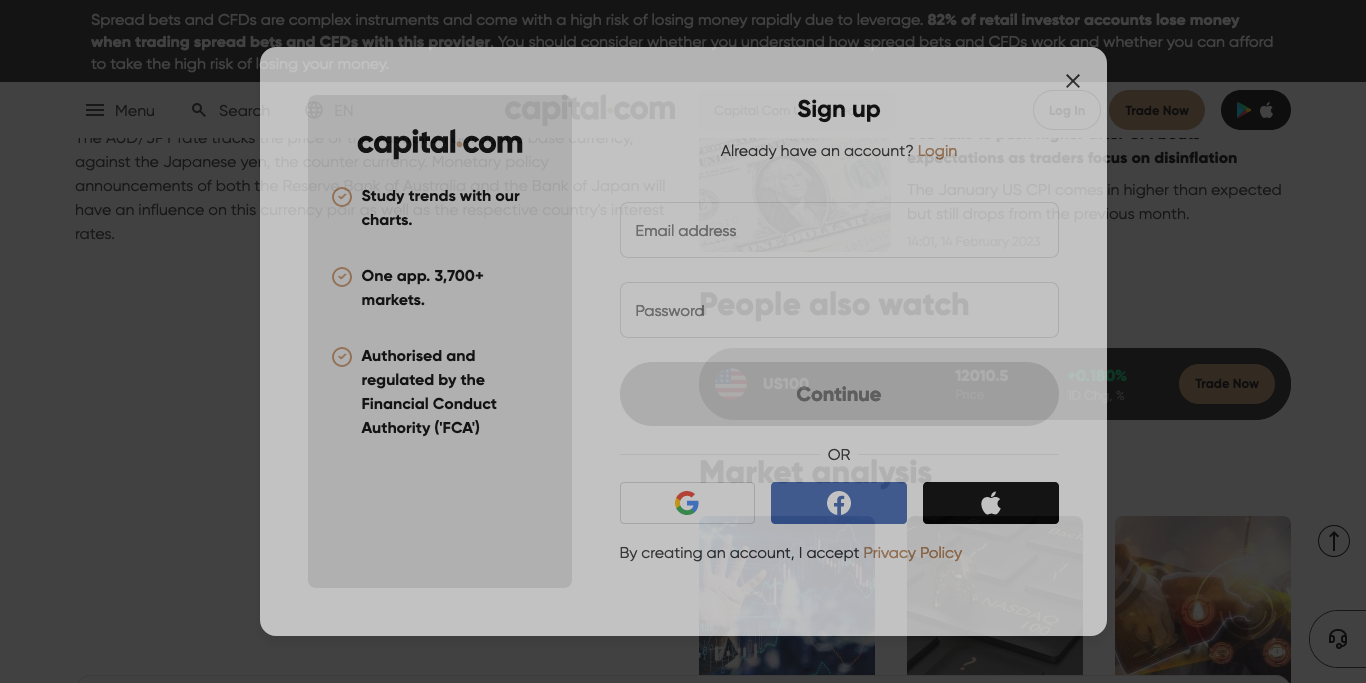 Spread bets and CFDs are complex instruments and come with a high risk of losing money rapidly due to leverage. 82% of retail investor accounts lose money
when trading spread bets and CFDs with this provider. You should consider whether you understand how spread bets and CFDs work and whether you can afford
to take the high risk of losing your money.
Menu
Search
EN
capital.com
Capital Com
Log In
Trade Now
The AUD/JPY rate tracks the price of
base currency,
against the Japanese yen, the counter currency. Monetary policy
announcements of both the Reserve Bank of Australia and the Bank of Japan will
have an influence on this currency pair as well as the respective country's interest
rates.
expectations as traders focus on disinflation
The January US CPI comes in higher than expected
but still drops from the previous month.
14:01, 14 February 2023
People also watch
US100
12010.5
Price
+0.180%
1D Chg, %
Trade Now
Market analysis
NASDAQ
100
capital.com
Study trends with our
charts.
One app. 3,700+
markets.
Authorised and
regulated by the
Financial Conduct
Authority ('FCA')
Sign up
Already have an account? Login
Email address
Password
Continue
OR
By creating an account, I accept Privacy Policy